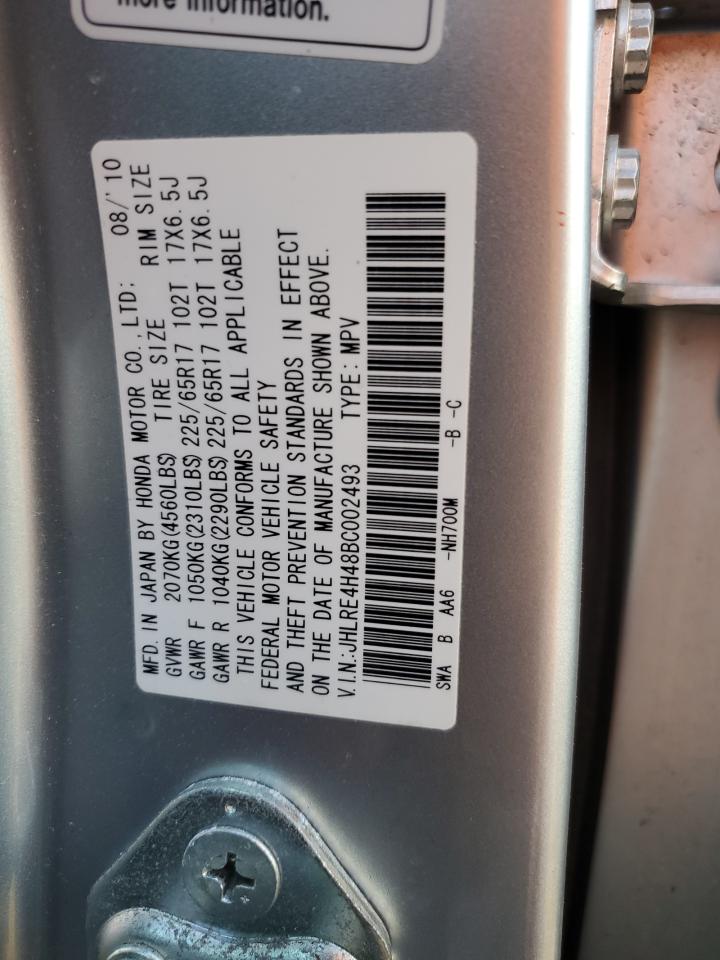 more information.
MFD. IN JAPAN BY HONDA MOTOR CO., LTD: 08/'10
GVWR 2070KG(4560LBS) TIRE SIZE RIM SIZE
GAWR F 1050KG(2310LBS) 225/65R17 102T 17X6. 5J
GAWR R 1040KG(2290LBS) 225/65R17 102T 17X6. 5J
THIS VEHICLE CONFORMS TO ALL APPLICABLE
FEDERAL MOTOR VEHICLE SAFETY
AND THEFT PREVENTION STANDARDS IN EFFECT
ON THE DATE OF MANUFACTURE SHOWN ABOVE.
V.I.N.:JHLRE4H48BC002493 TYPE: MPV
SWA B AA6 -NH700M -B -C